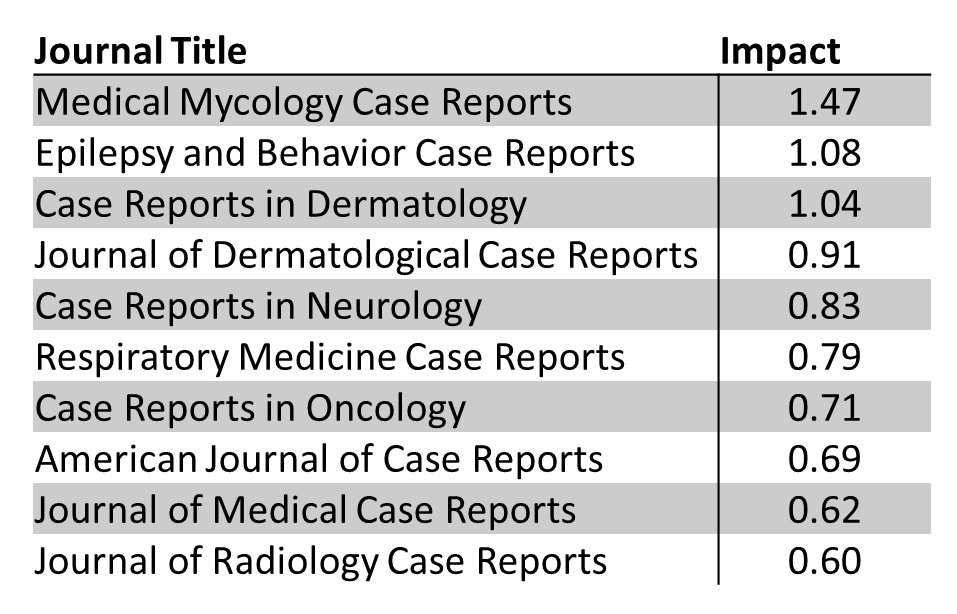 Journal Title Impact
Medical Mycology Case Reports 1.47
Epilepsy and Behavior Case Reports 1.08
Case Reports in Dermatology 1.04
Journal of Dermatological Case Reports 0.91
Case Reports in Neurology 0.83
Respiratory Medicine Case Reports 0.79
Case Reports in Oncology 0.71
American Journal of Case Reports 0.69
Journal of Medical Case Reports 0.62
Journal of Radiology Case Reports 0.60